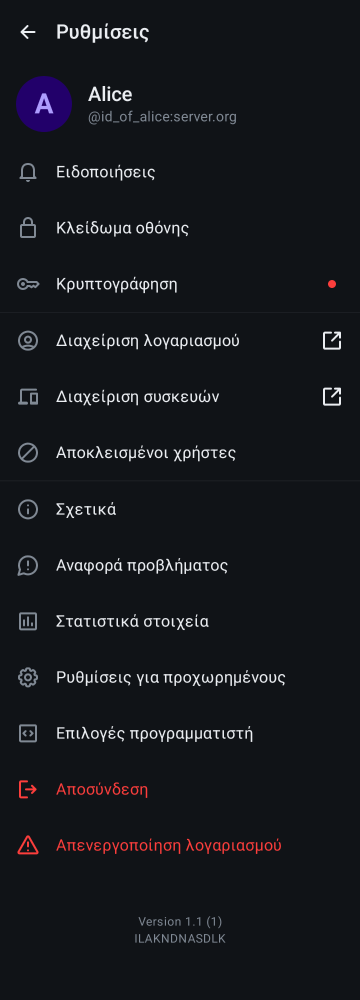 Ρυθμίσεις
A
Alice
@id_of_alice:server.org
Ειδοποιήσεις
Κλείδωμα οθόνης
Κρυπτογράφηση
Διαχείριση λογαριασμού
Διαχείριση συσκευών
Αποκλεισμένοι χρήστες
Σχετικά
Αναφορά προβλήματος
Στατιστικά στοιχεία
Ρυθμίσεις για προχωρημένους
Επιλογές προγραμματιστή
Αποσύνδεση
Απενεργοποίηση λογαριασμού
Version 1.1 (1)
ILAKNDNASDLK